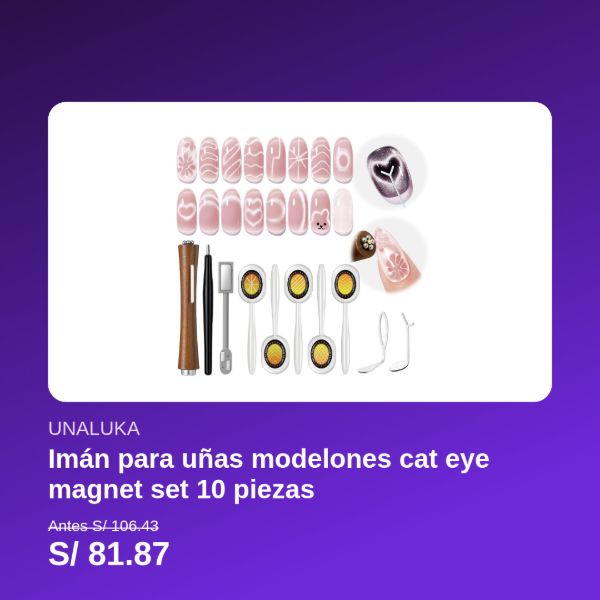 UNALUKA
Imán para uñas modelones cat eye
magnet set 10 piezas
Antes S/ 106.43
S/ 81.87